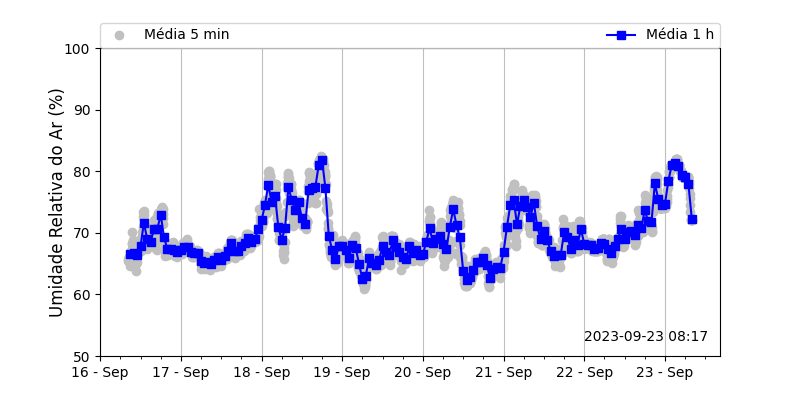 Média 5 min
Média 1 h
Umidade Relativa do Ar (%)
100
90
80
70
60
50
2023-09-23 08:17
16 - Sep
17 - Sep
18 - Sep
19 - Sep
20 - Sep
21 - Sep
22 - Sep
23 - Sep